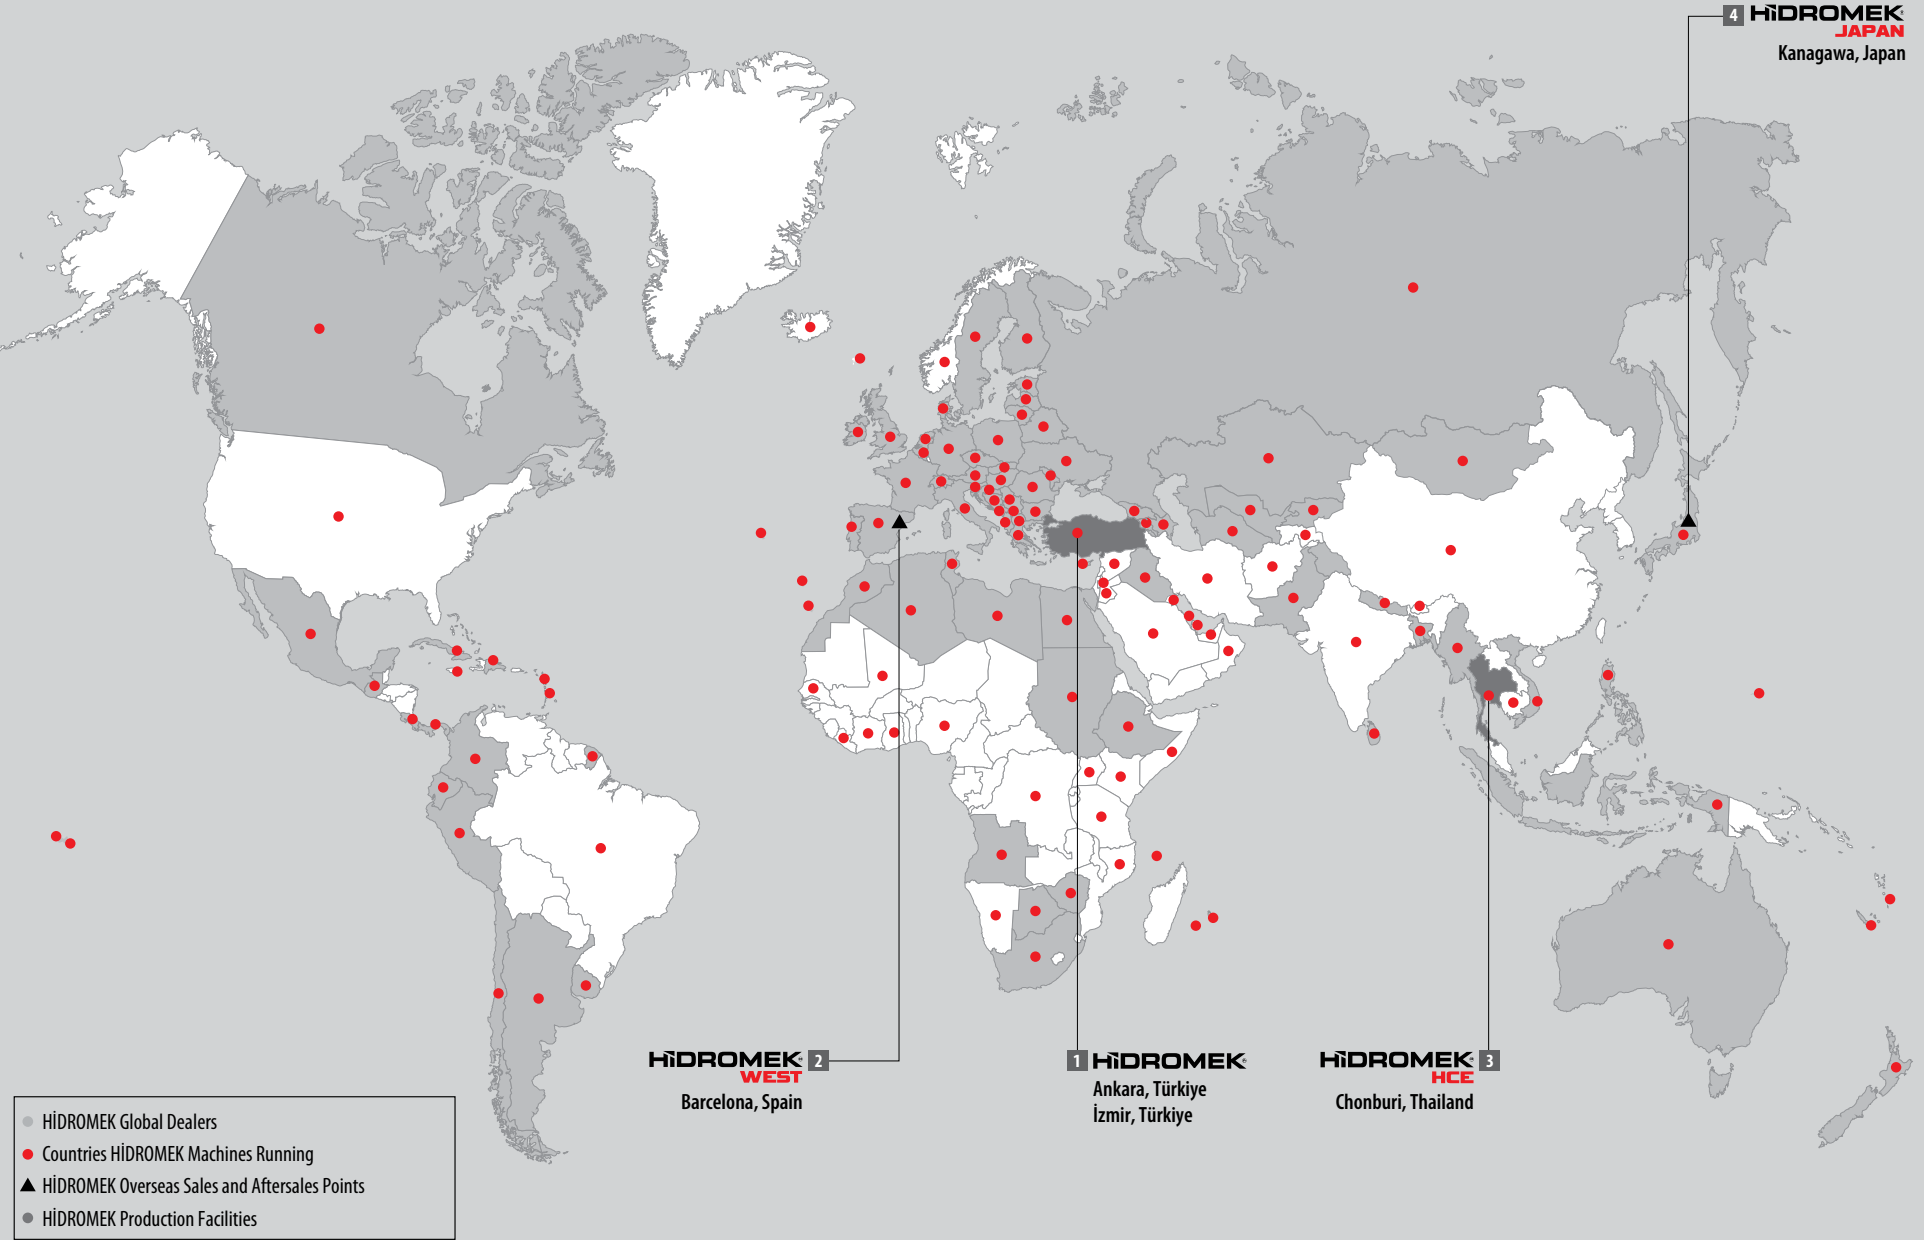 4 HİDROMEK
JAPAN
Kanagawa, Japan
HİDROMEK 2
WEST
Barcelona, Spain
1 HİDROMEK
Ankara, Türkiye
İzmir, Türkiye
HİDROMEK 3
HCE
Chonburi, Thailand
HİDROMEK Global Dealers
Countries HİDROMEK Machines Running
HİDROMEK Overseas Sales and Aftersales Points
HİDROMEK Production Facilities